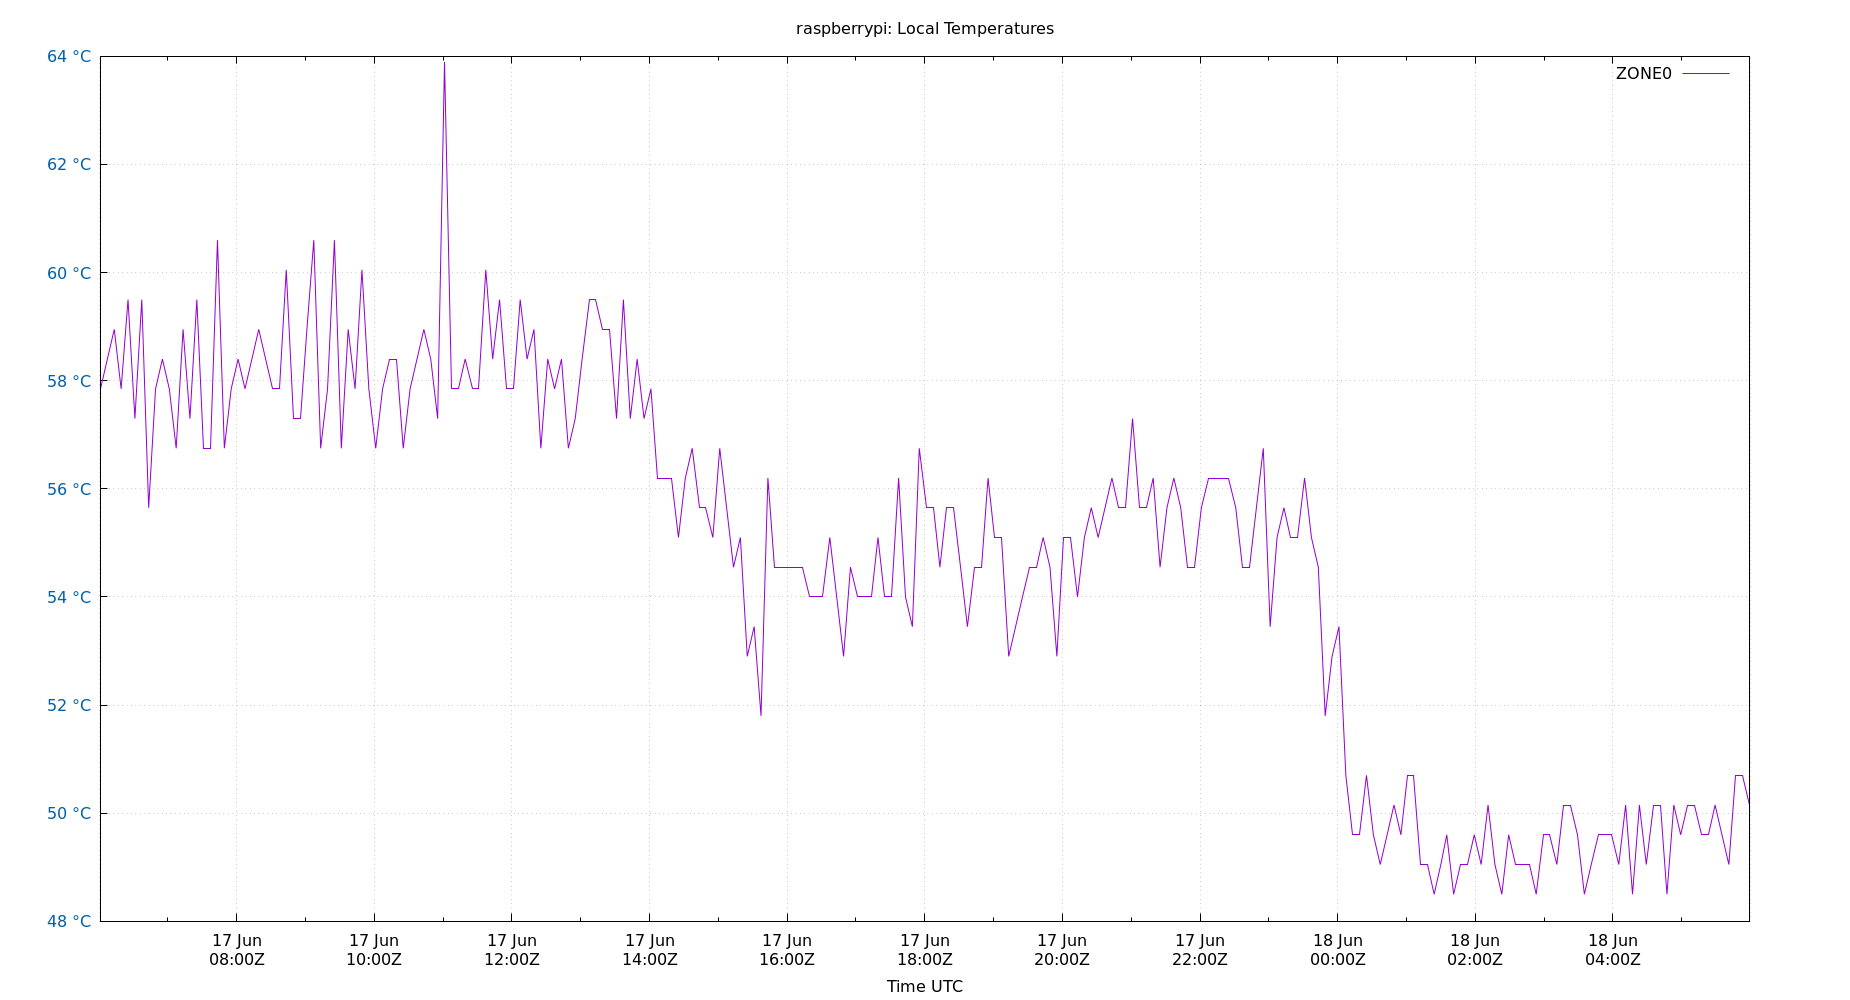 raspberrypi: Local Temperatures
64 °C
ZONE0
62 °C
60 °C
58 °C
56 °C
54 °C
52 °C
50 °C
48 °C
17 Jun 17 Jun 17 Jun 17 Jun 17 Jun 17 Jun 17 Jun 17 Jun 18 Jun 18 Jun 18 Jun
08:00Z 10:00Z 12:00Z 14:00Z 16:00Z 18:00Z 20:00Z 22:00Z 00:00Z 02:00Z 04:00Z
Time UTC